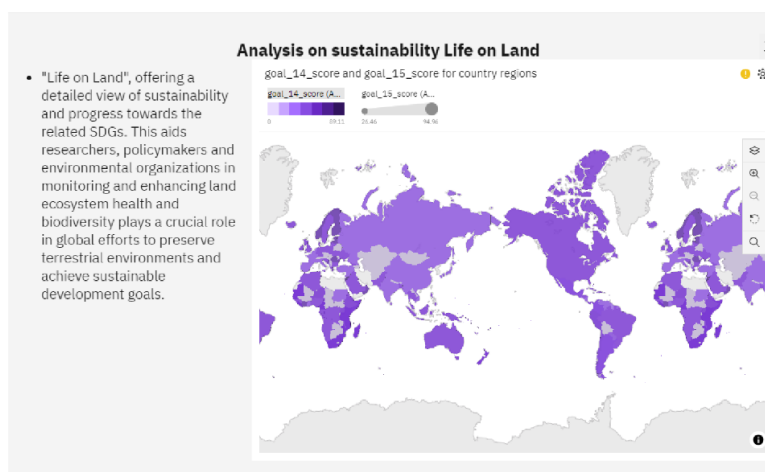 Analysis on sustainability Life on Land
• "Life on Land", offering a
detailed view of sustainability
and progress towards the
related SDGs. This aids
researchers, policymakers and
environmental organizations in
monitoring and enhancing land
ecosystem health and
biodiversity plays a crucial role
in global efforts to preserve
terrestrial environments and
achieve sustainable
development goals.
goal_14_score and goal_15_score for country regions
goal_14_score (A... goal_15_score (A...
0 26.46 94.96